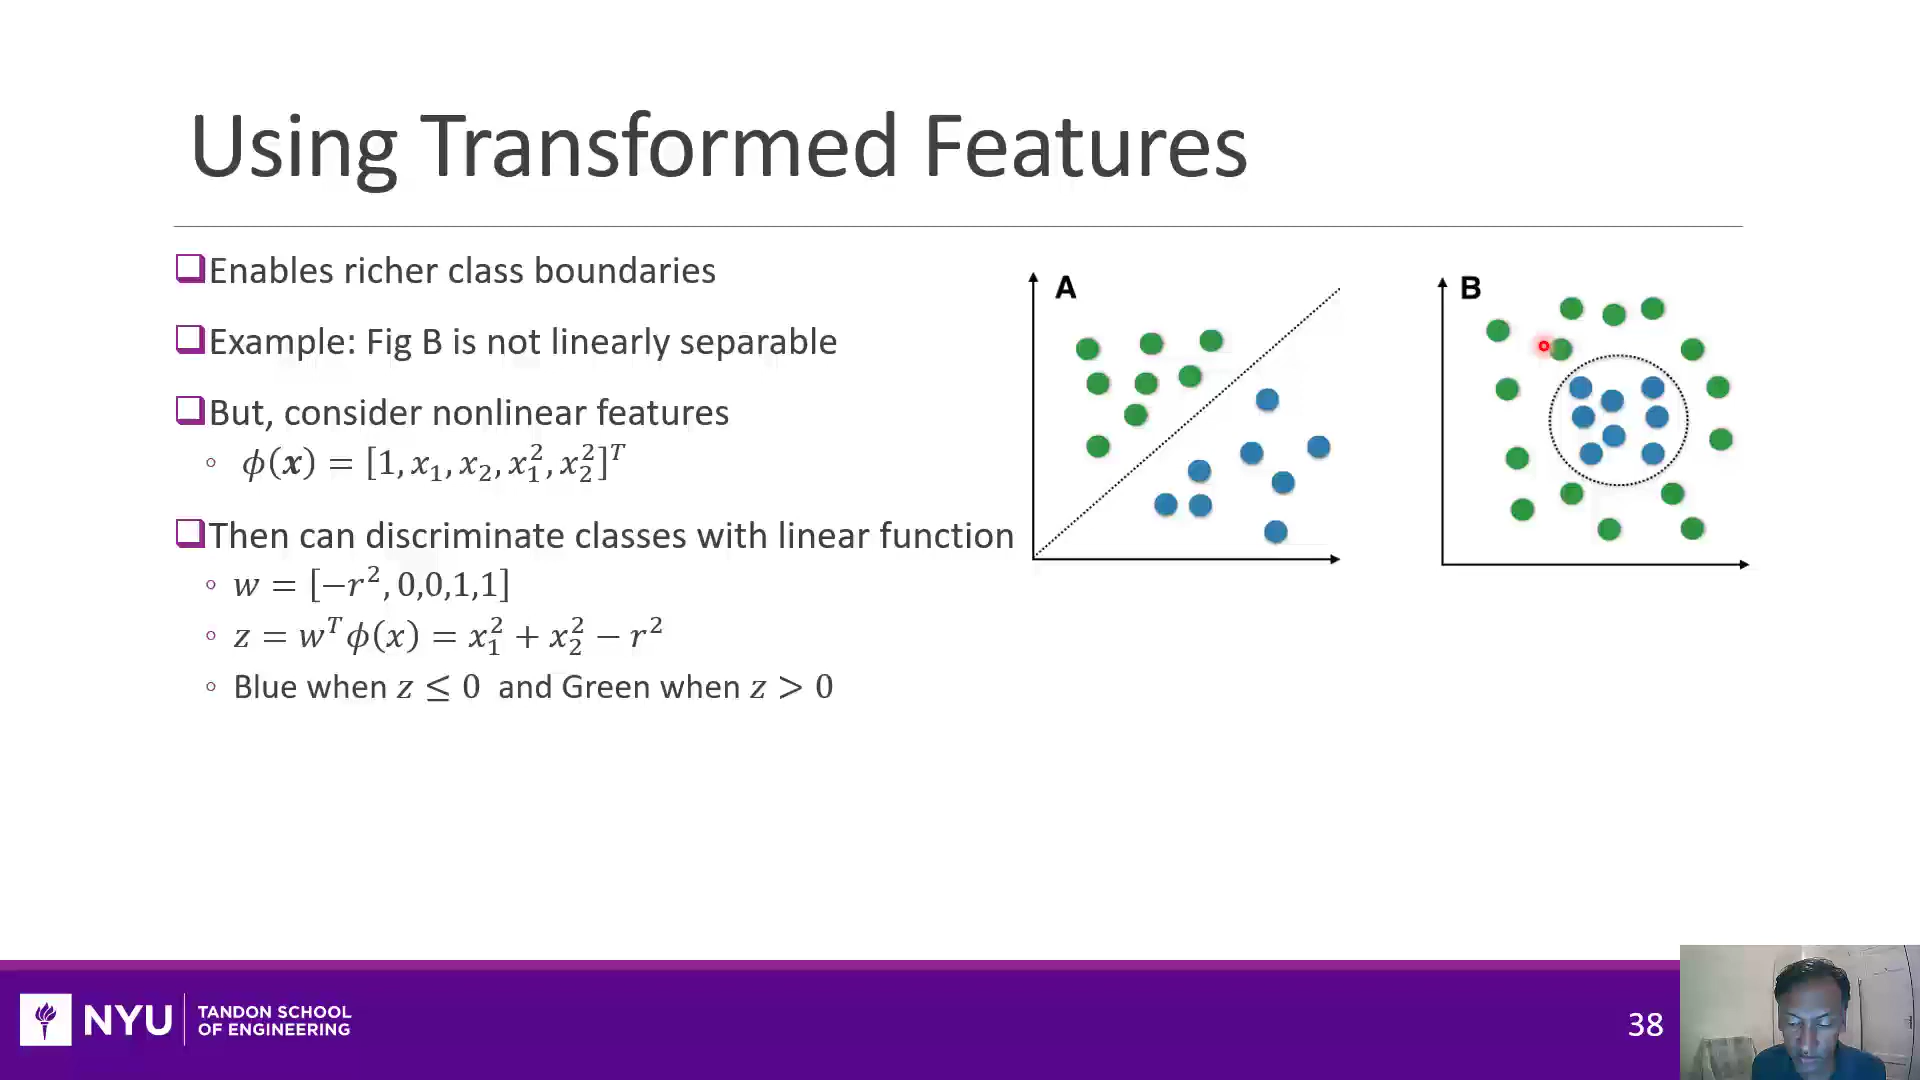 Using Transformed Features
Enables richer class boundaries
Example: Fig B is not linearly separable
But, consider nonlinear features
ϕ(𝒙) = [1, x₁, x₂, x₁², x₂²]ᵀ
Then can discriminate classes with linear function
w = [−r², 0,0,1,1]
z = wᵀϕ(x) = x₁² + x₂² − r²
Blue when z ≤ 0 and Green when z > 0
A
B
NYU
TANDON SCHOOL
OF ENGINEERING
38